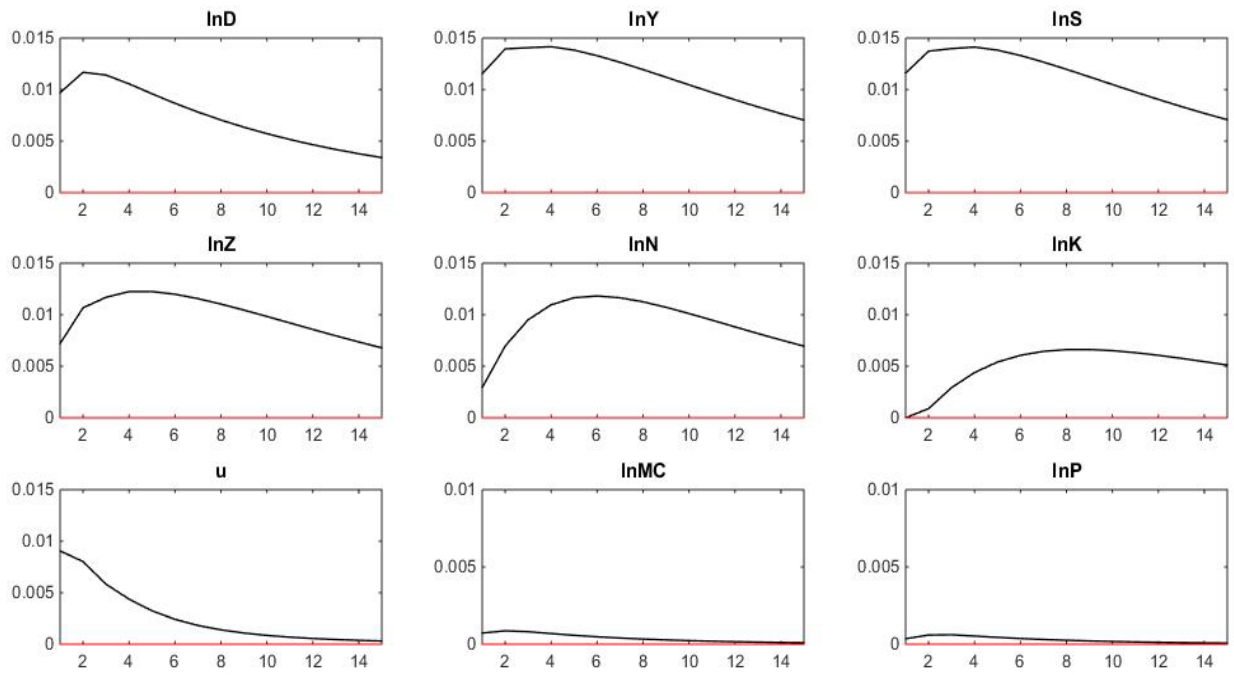 lnD lnY lnS
0.015 0.015 0.015
0.01 0.01 0.01
0.005 0.005 0.005
0 0 0
2 4 6 8 10 12 14 2 4 6 8 10 12 14 2 4 6 8 10 12 14
lnZ lnN lnK
0.015 0.015 0.015
0.01 0.01 0.01
0.005 0.005 0.005
0 0 0
2 4 6 8 10 12 14 2 4 6 8 10 12 14 2 4 6 8 10 12 14
u lnMC lnP
0.015 0.01 0.01
0.01
0.005 0.005
0.005
0 0 0
2 4 6 8 10 12 14 2 4 6 8 10 12 14 2 4 6 8 10 12 14